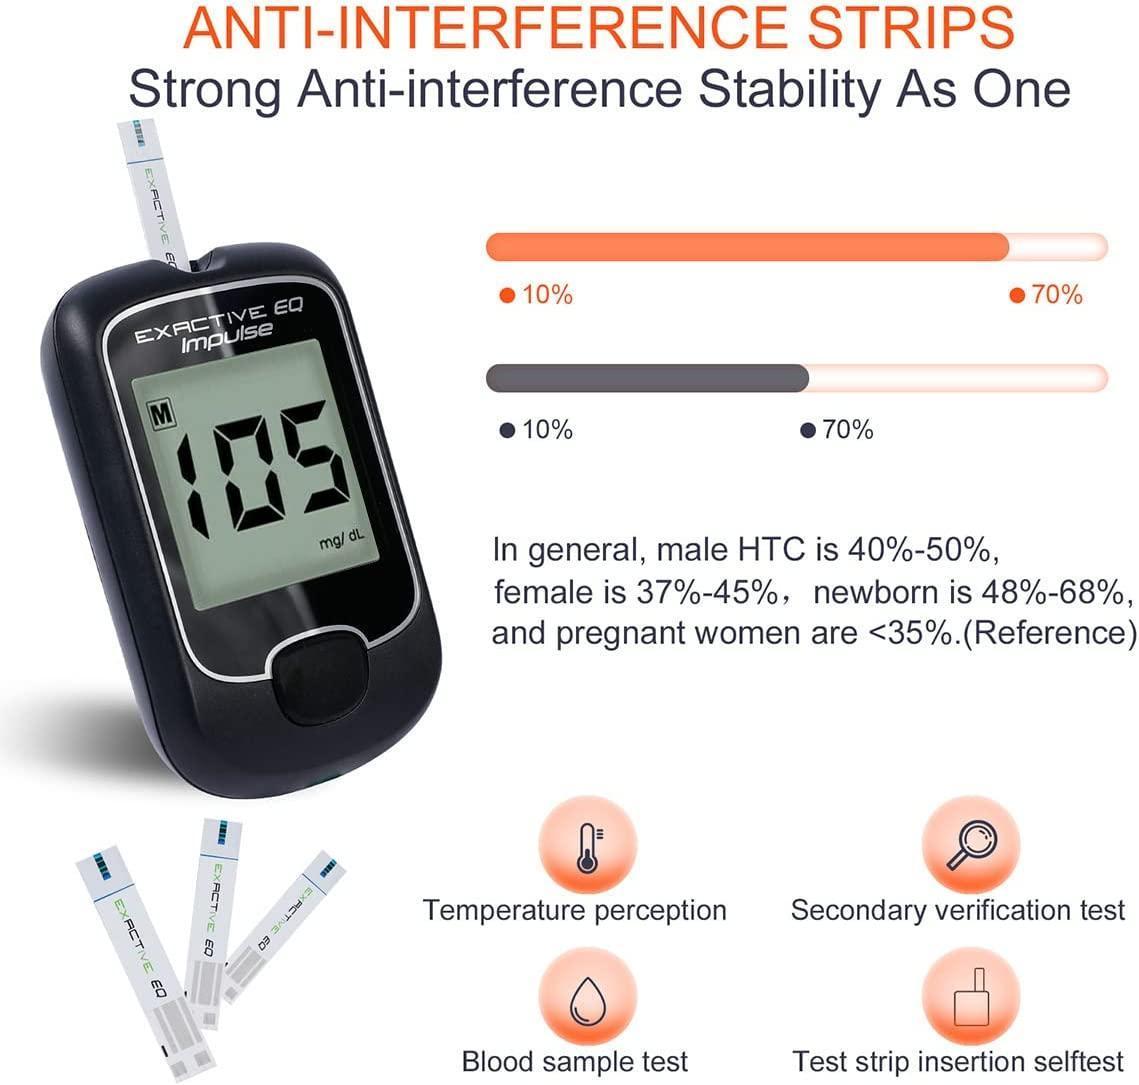 ANTI-INTERFERENCE STRIPS
Strong Anti-interference Stability As One
EXACTIVE EQ
EXACTIVE EQ
Impulse
M
105
mg/dL
10%
70%
10%
70%
In general, male HTC is 40%-50%,
female is 37%-45%，newborn is 48%-68%,
and pregnant women are <35%.(Reference)
EXACTIVE EQ
EXACTIVE EQ
EXACTIVE EQ
Temperature perception
Secondary verification test
Blood sample test
Test strip insertion selftest